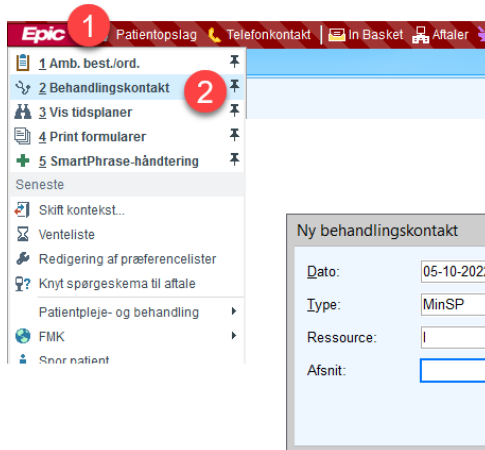 Epic 1 Patientopslag Telefonkontakt In Basket Aftaler
1 Amb. best./ord.
2 Behandlingskontakt 2
3 Vis tidsplaner
4 Print formularer
5 SmartPhrase-håndtering
Seneste
Skift kontekst...
Venteliste
Redigering af præferencelister
Knyt spørgeskema til aftale
Patientpleje- og behandling
FMK
Spor patient
Ny behandlingskontakt
Dato: 05-10-2022
Type: MinSP
Ressource: I
Afsnit: